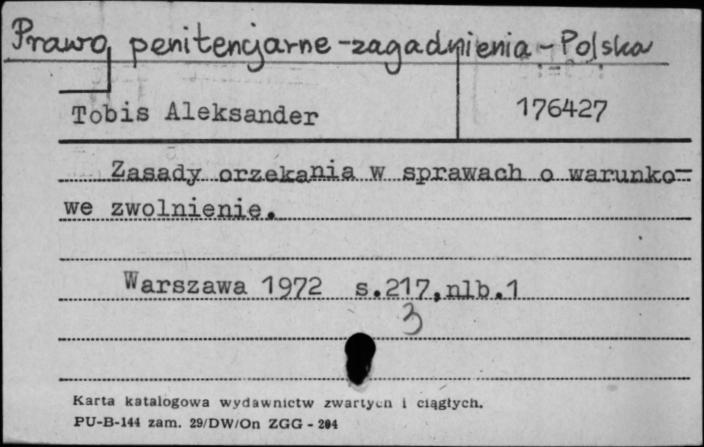 Prawo penitencjarne - zagadnienia - Polska
Tobis Aleksander 176427
Zasady orzekania w sprawach o warunko-
we zwolnienie.
Warszawa 1972 s.217,nlb.1
3
Karta katalogowa wydawnictw zwartych i ciągłych.
PU-B-144 zam. 29/DW/On ZGG - 204